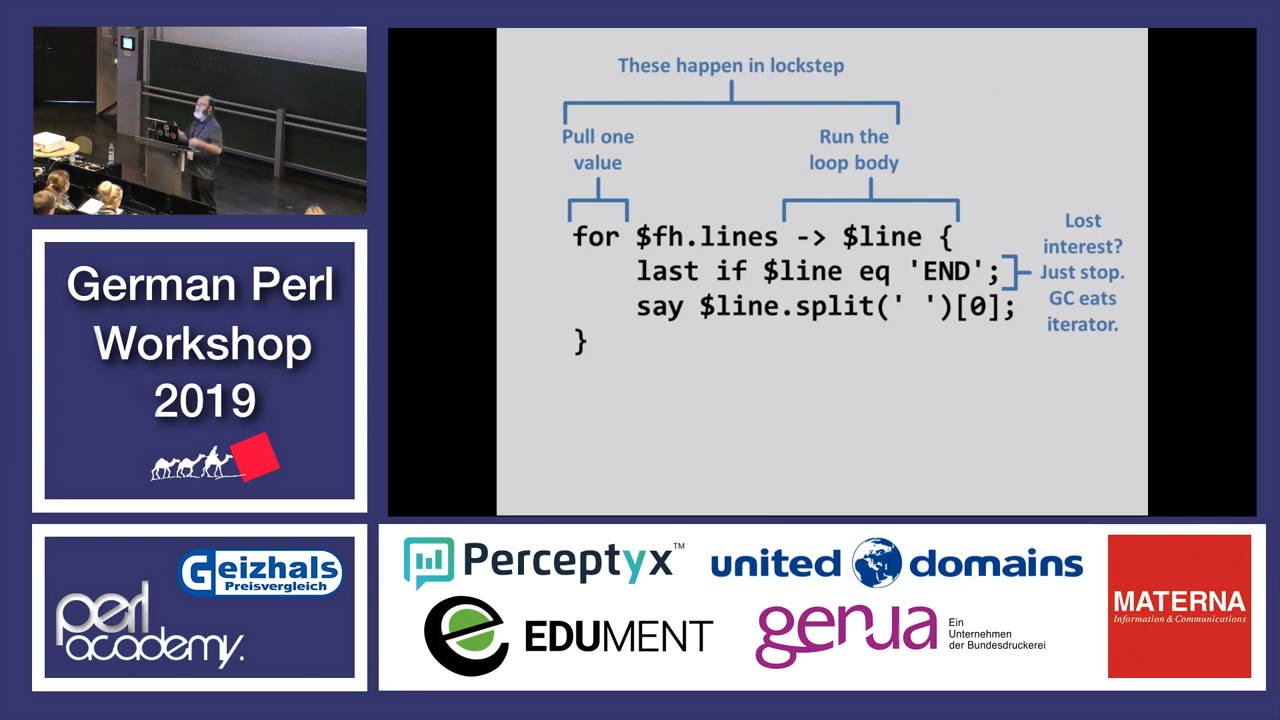 These happen in lockstep
Pull one
value
Run the
loop body
for $fh.lines -> $line {
last if $line eq 'END';
say $line.split(' ')[0];
}
Lost
interest?
Just stop.
GC eats
iterator.
German Perl
Workshop
2019
Geizhals
Preisvergleich
perl
academy.
Perceptyx™
united domains
EDUMENT
genua
Ein
Unternehmen
der Bundesdruckerei
MATERNA
Information & Communications